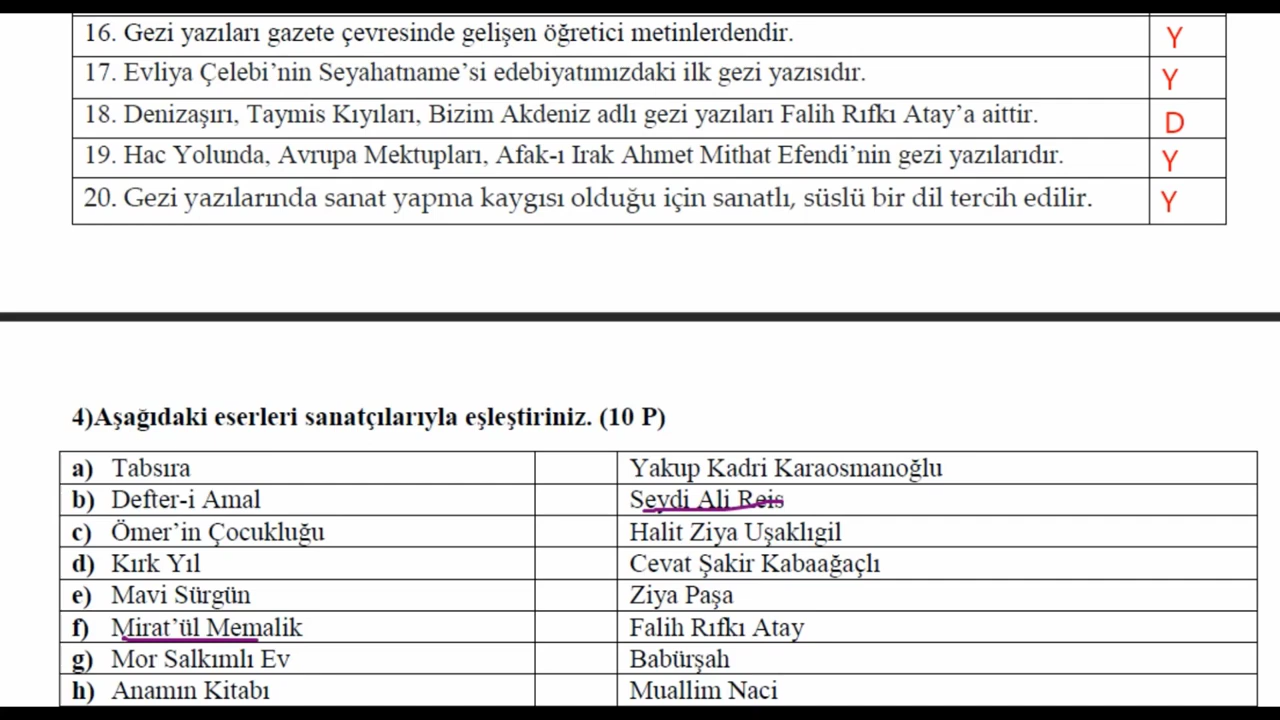 16. Gezi yazıları gazete çevresinde gelişen öğretici metinlerdendir. Y
17. Evliya Çelebi’nin Seyahatname’si edebiyatımızdaki ilk gezi yazısıdır. Y
18. Denizaşırı, Taymis Kıyıları, Bizim Akdeniz adlı gezi yazıları Falih Rıfkı Atay’a aittir. D
19. Hac Yolunda, Avrupa Mektupları, Afak-ı Irak Ahmet Mithat Efendi’nin gezi yazılarıdır. Y
20. Gezi yazılarında sanat yapma kaygısı olduğu için sanatlı, süslü bir dil tercih edilir. Y
4)Aşağıdaki eserleri sanatçılarıyla eşleştiriniz. (10 P)
a) Tabsıra Yakup Kadri Karaosmanoğlu
b) Defter-i Amal Seydi Ali Reis
c) Ömer’in Çocukluğu Halit Ziya Uşaklıgil
d) Kırk Yıl Cevat Şakir Kabaağaçlı
e) Mavi Sürgün Ziya Paşa
f) Mirat’ül Memalik Falih Rıfkı Atay
g) Mor Salkımlı Ev Babürşah
h) Anamın Kitabı Muallim Naci